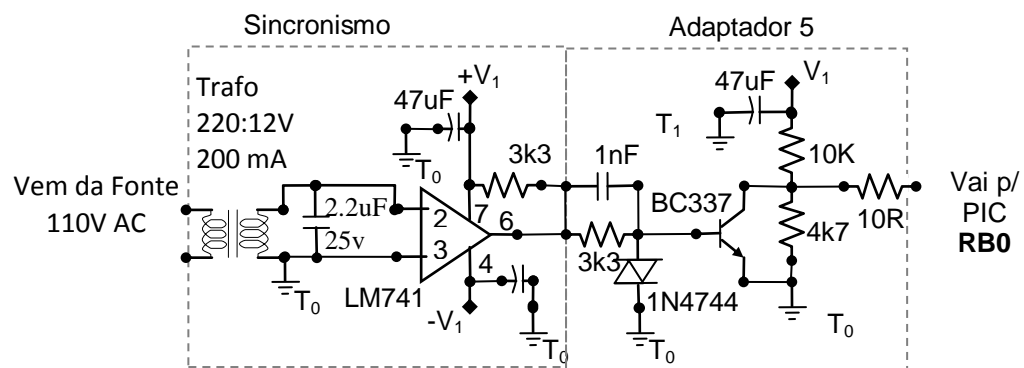 Sincronismo
Adaptador 5
Trafo
220:12V
200 mA
+V1
47uF
T0
3k3
1nF
47uF
V1
T1
10K
Vem da Fonte
110V AC
2.2uF
25v
2
3
7
6
4
LM741
T0
-V1
T0
3k3
BC337
1N4744
T0
4k7
10R
T0
Vai p/
PIC
RB0